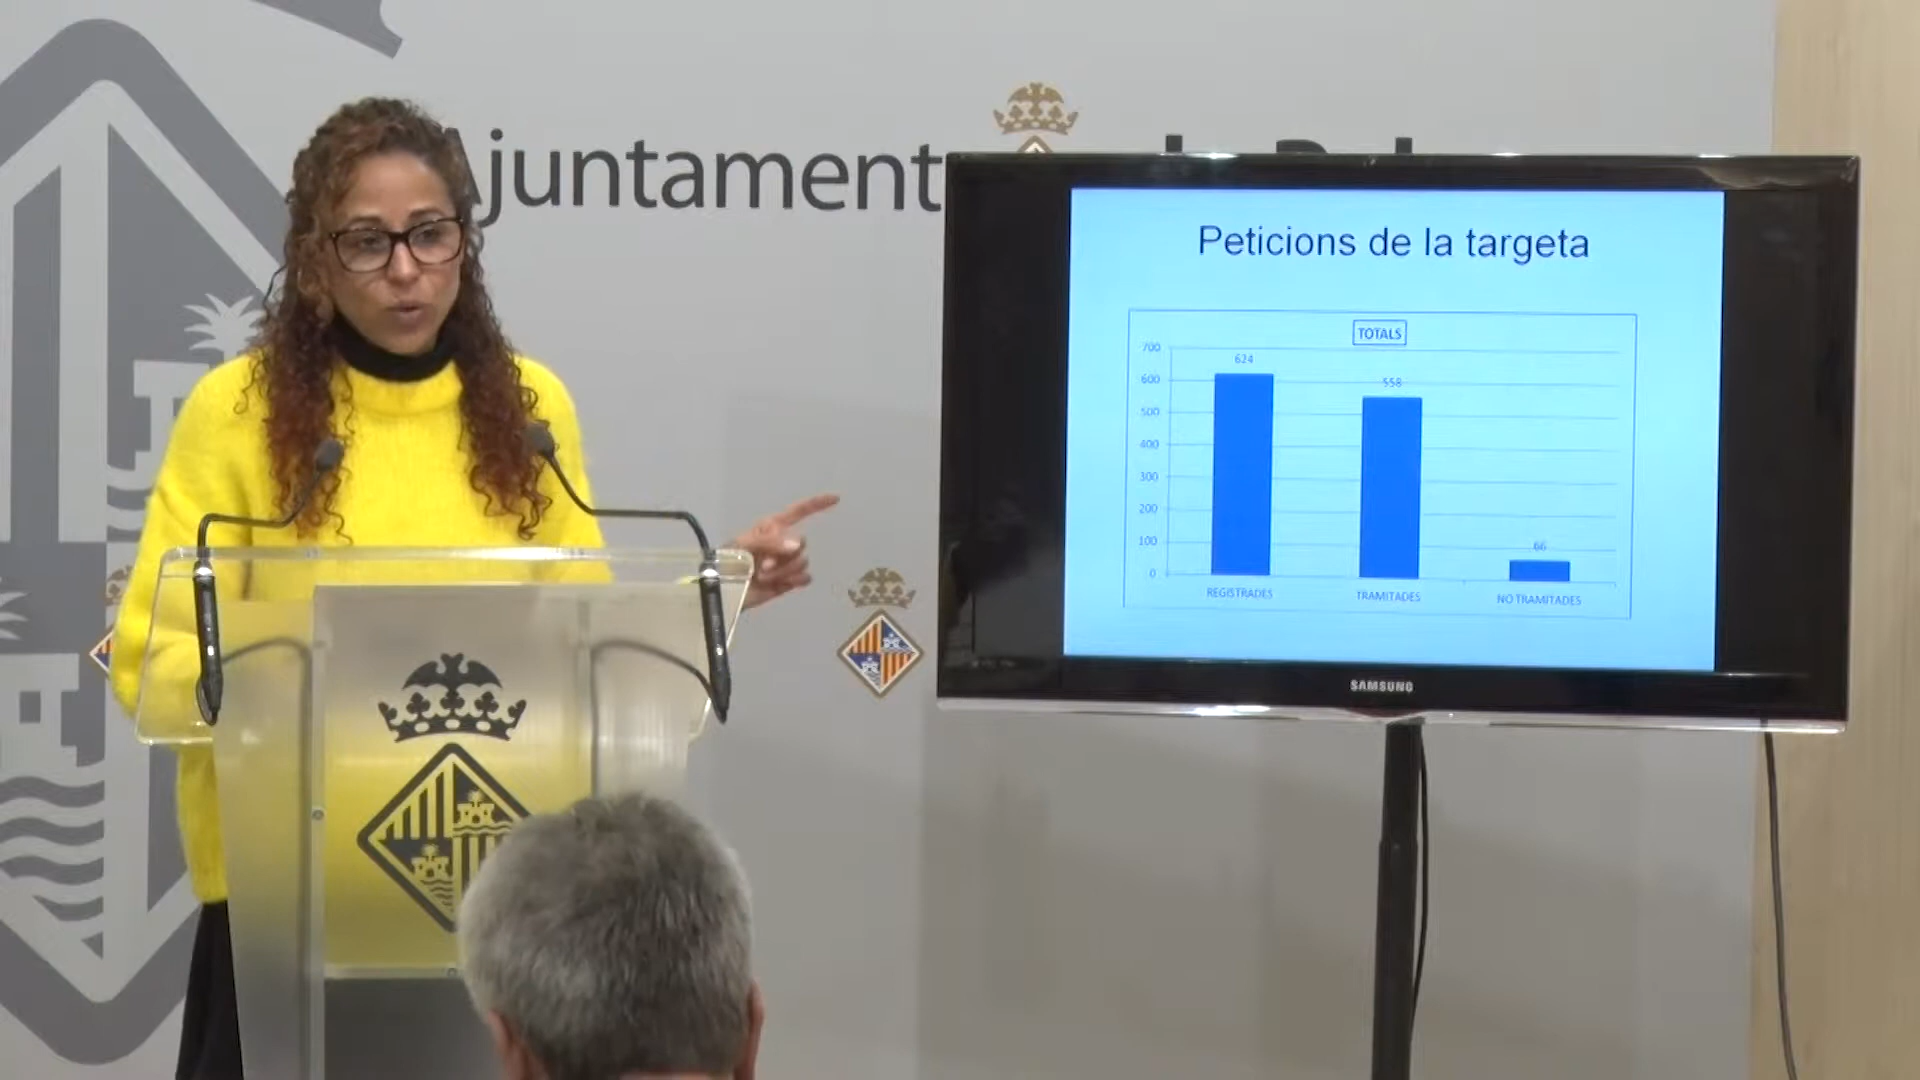 Ajuntament
Peticions de la targeta
TOTALS
700
600
500
400
300
200
100
0
624
558
66
REGISTRADES
TRAMITADES
NO TRAMITADES
SAMSUNG